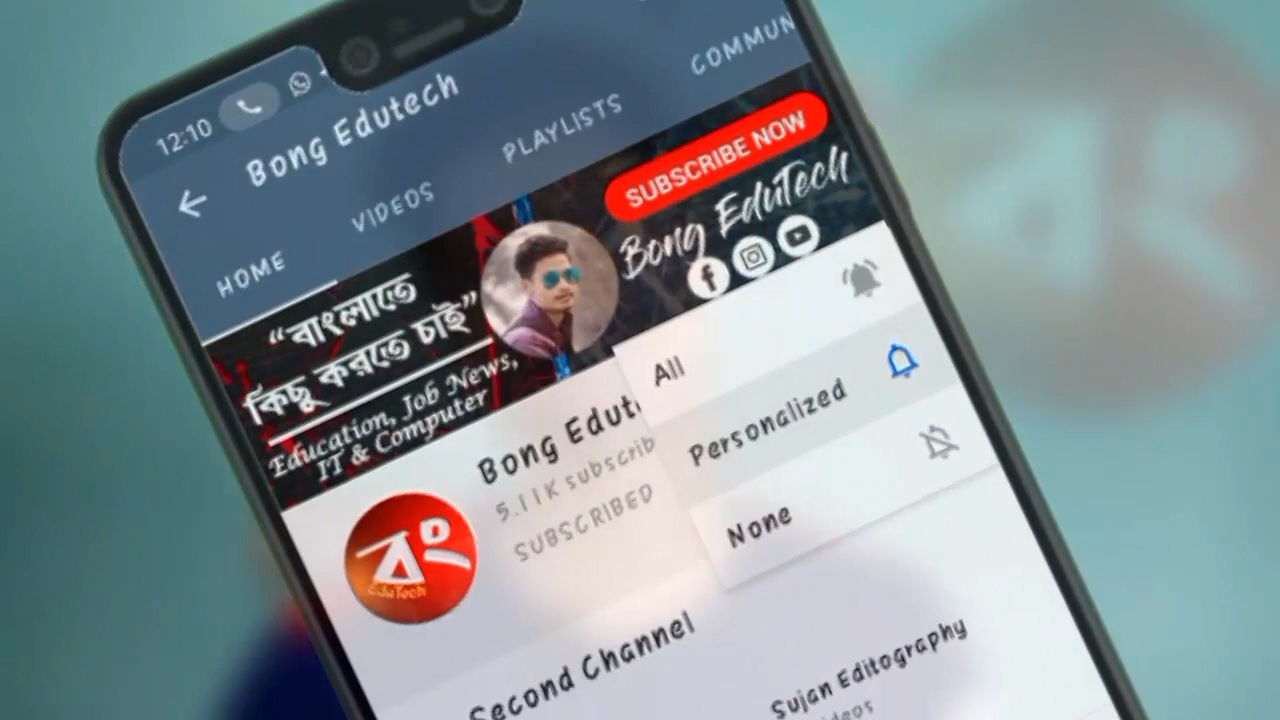 12:10
Bong Edutech
HOME
VIDEOS
PLAYLISTS
COMMUN
“বাংলাতে
কিছু করতে চাই”
Education, Job News,
IT & Computer
SUBSCRIBE NOW
Bong EduTech
Bong Edut
5.11K subscrib
SUBSCRIBED
All
Personalized
None
বং
EduTech
Second Channel
Sujan Editography
বং